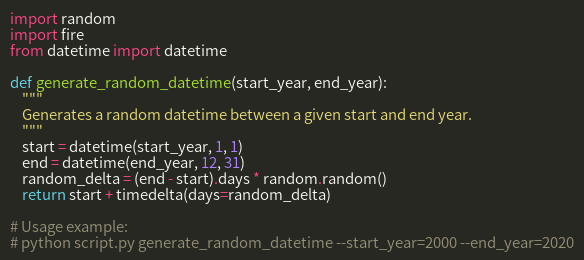 import random
import fire
from datetime import datetime

def generate_random_datetime(start_year, end_year):
    """
    Generates a random datetime between a given start and end year.
    """
    start = datetime(start_year, 1, 1)
    end = datetime(end_year, 12, 31)
    random_delta = (end - start).days * random.random()
    return start + timedelta(days=random_delta)

# Usage example:
# python script.py generate_random_datetime --start_year=2000 --end_year=2020